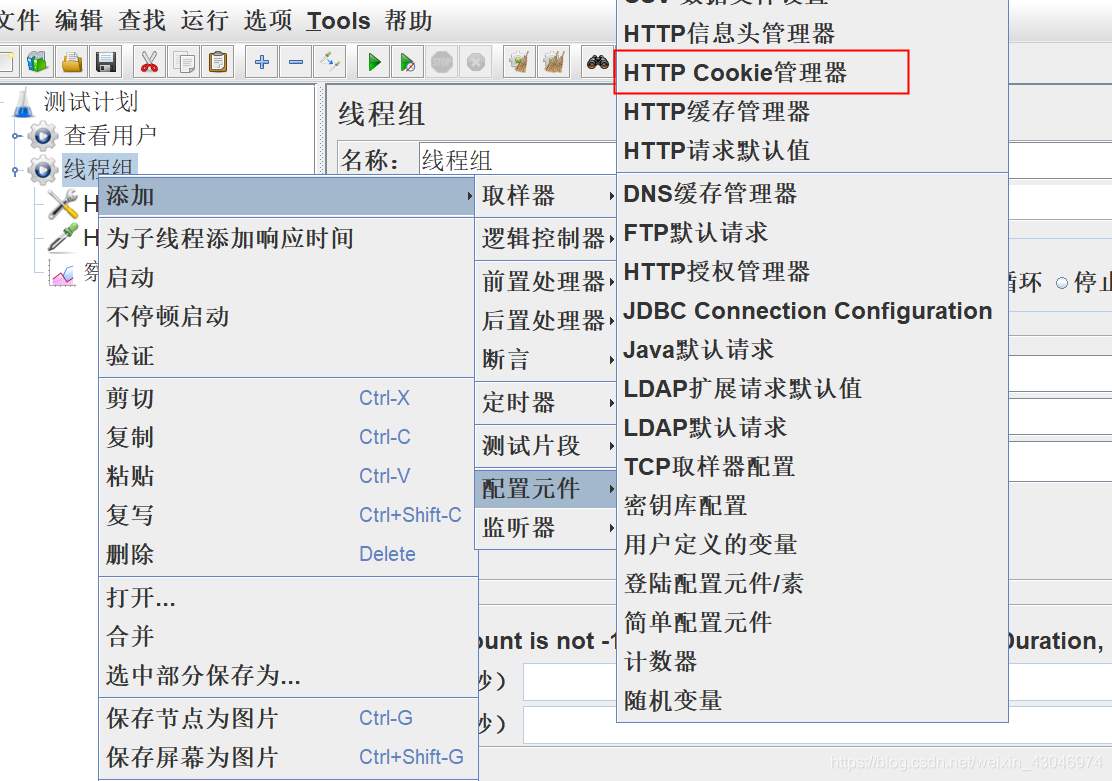 文件 编辑 查找 运行 选项 Tools 帮助
测试计划
查看用户
线程组
H
H
察
线程组
名称：
线程组
添加
为子线程添加响应时间
启动
不停顿启动
验证
剪切 Ctrl-X
复制 Ctrl-C
粘贴 Ctrl-V
复写 Ctrl+Shift-C
删除 Delete
打开...
合并
选中部分保存为...
保存节点为图片 Ctrl-G
保存屏幕为图片 Ctrl+Shift-G
取样器
逻辑控制器
前置处理器
后置处理器
断言
定时器
测试片段
配置元件
监听器
CSV 数据文件设置
HTTP信息头管理器
HTTP Cookie管理器
HTTP缓存管理器
HTTP请求默认值
DNS缓存管理器
FTP默认请求
HTTP授权管理器
JDBC Connection Configuration
Java默认请求
LDAP扩展请求默认值
LDAP默认请求
TCP取样器配置
密钥库配置
用户定义的变量
登陆配置元件/素
简单配置元件
计数器
随机变量
循环 停止
STOP
ount is not -1
Duration,
秒）
秒）
https://blog.csdn.net/weixin_43046974